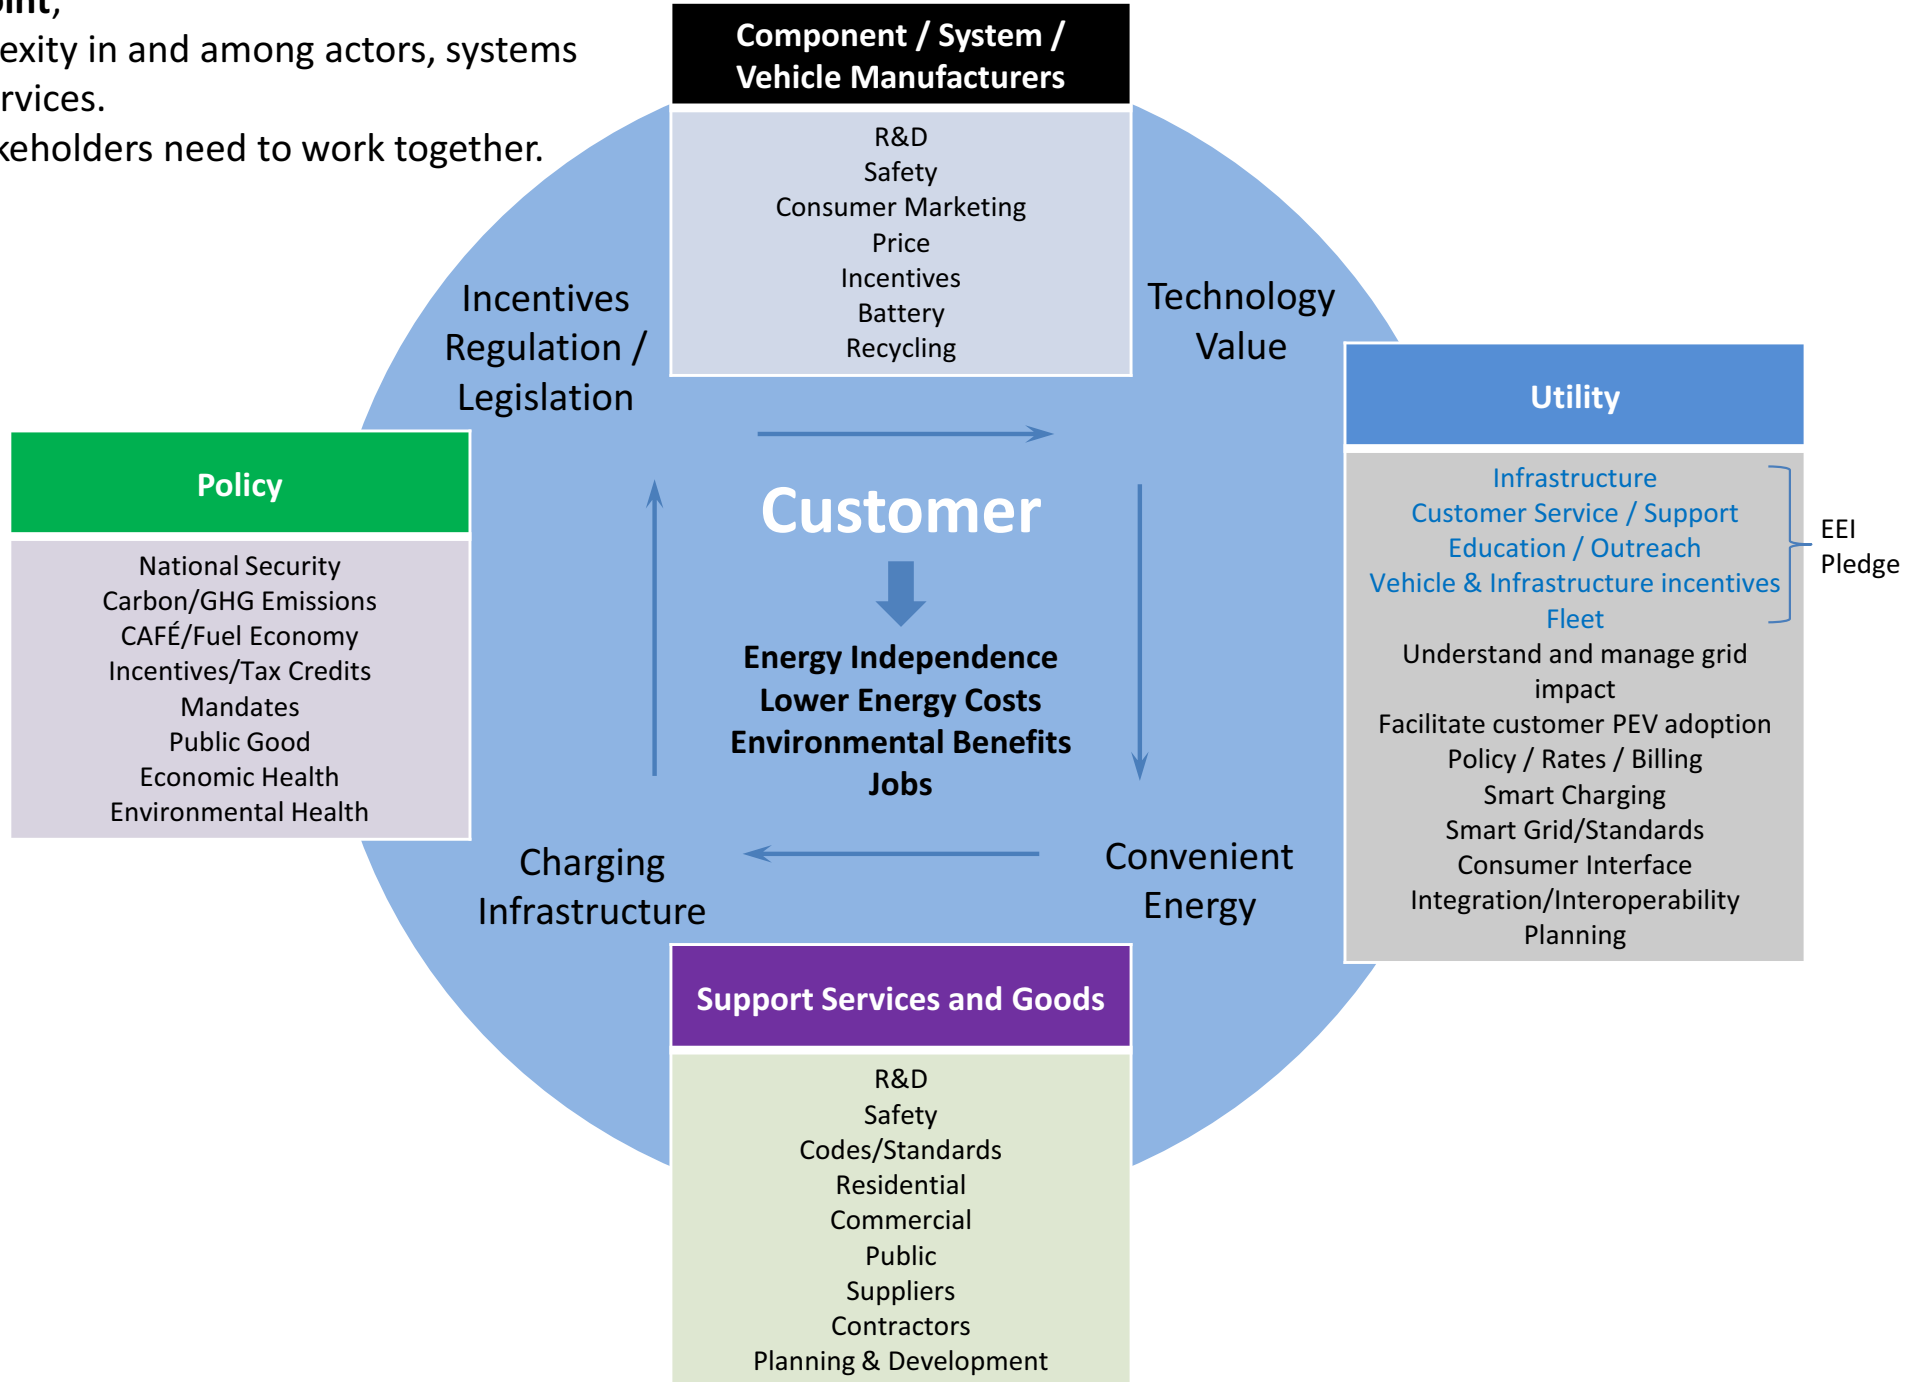 exity in and among actors, systems
rvices.
keholders need to work together.
Component / System /
Vehicle Manufacturers
R&D
Safety
Consumer Marketing
Price
Incentives
Battery
Recycling
Incentives
Regulation /
Legislation
Technology
Value
Utility
Infrastructure
Customer Service / Support
Education / Outreach
Vehicle & Infrastructure incentives
Fleet
Understand and manage grid
impact
Facilitate customer PEV adoption
Policy / Rates / Billing
Smart Charging
Smart Grid/Standards
Consumer Interface
Integration/Interoperability
Planning
EEI
Pledge
Policy
National Security
Carbon/GHG Emissions
CAFÉ/Fuel Economy
Incentives/Tax Credits
Mandates
Public Good
Economic Health
Environmental Health
Customer
Energy Independence
Lower Energy Costs
Environmental Benefits
Jobs
Charging
Infrastructure
Convenient
Energy
Support Services and Goods
R&D
Safety
Codes/Standards
Residential
Commercial
Public
Suppliers
Contractors
Planning & Development